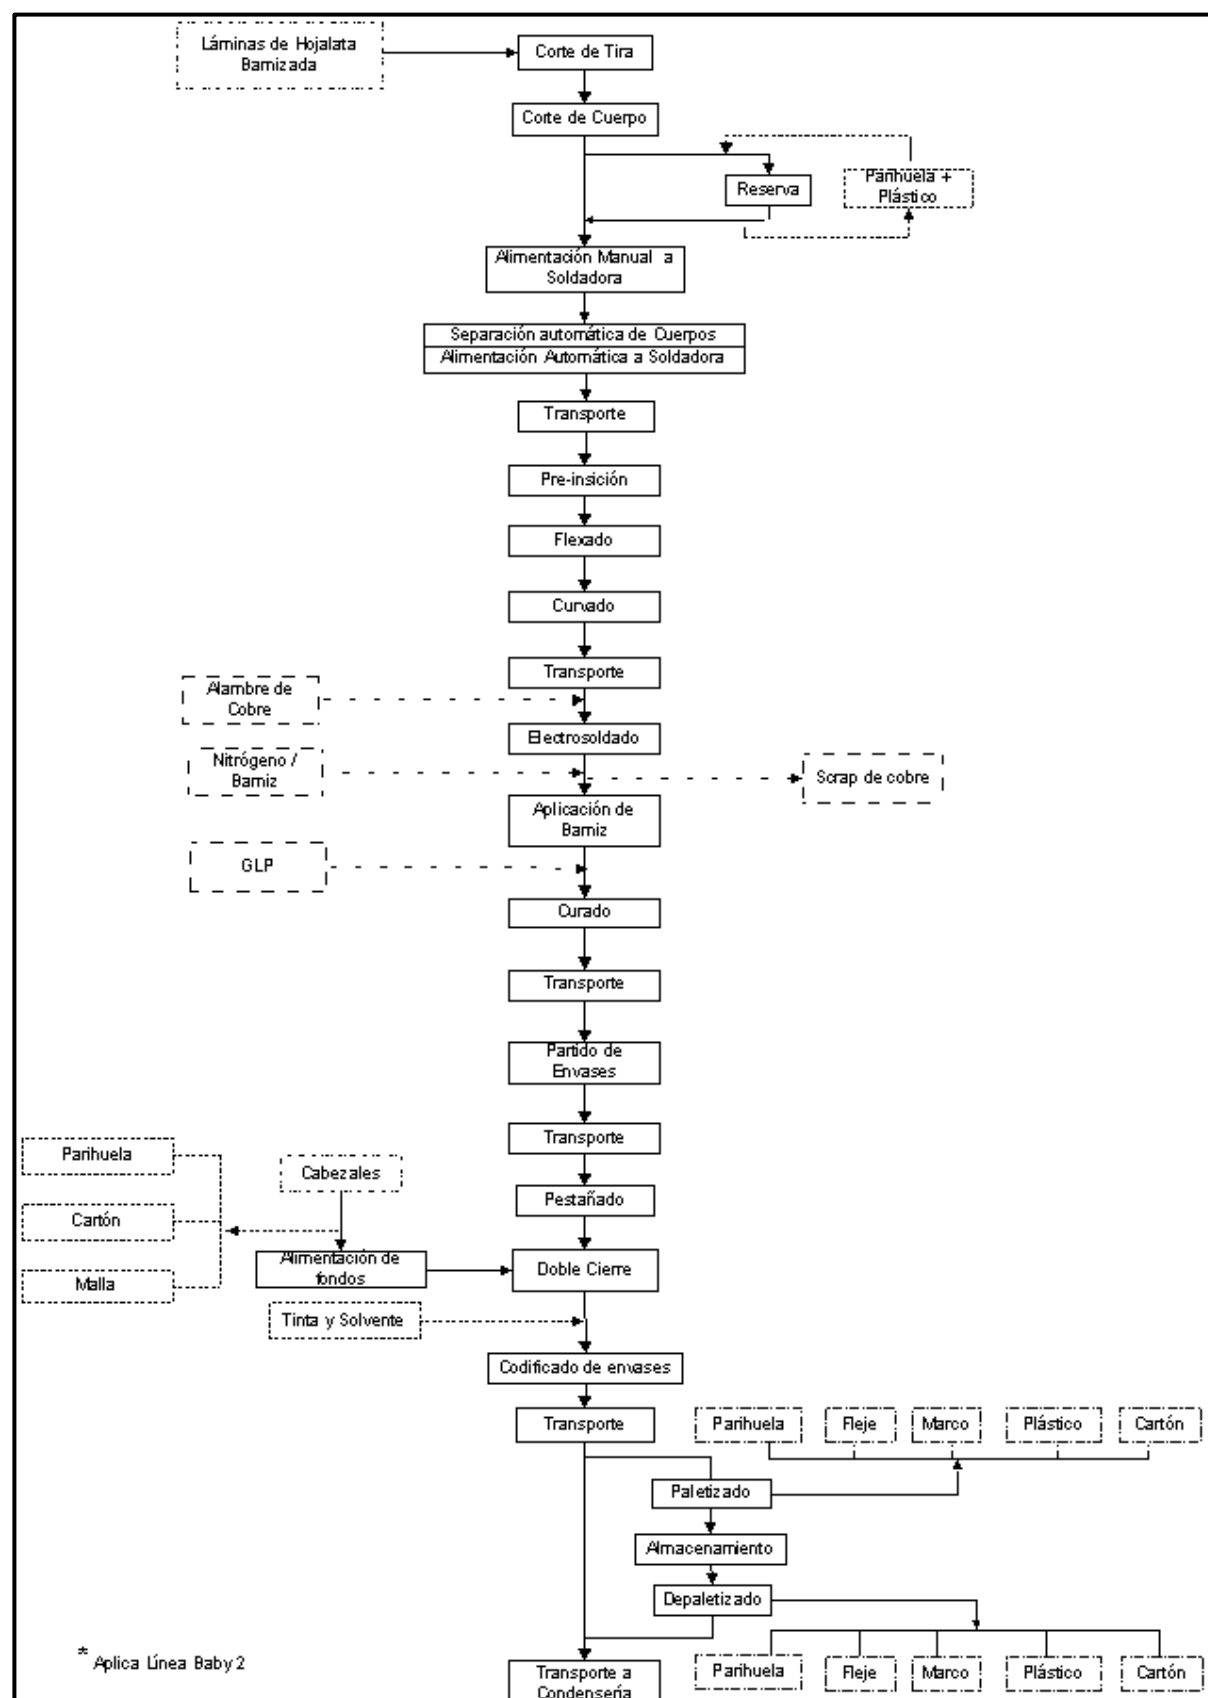 Láminas de Hojalata
Barnizada
Corte de Tira
Corte de Cuerpo
Reserva
Parihuela +
Plástico
Alimentación Manual a
Soldadora
Separación automática de Cuerpos
Alimentación Automática a Soldadora
Transporte
Pre-insición
Flexado
Curvado
Transporte
Alambre de
Cobre
Electrosoldado
Nitrógeno /
Barniz
Scrap de cobre
Aplicación de
Barniz
GLP
Curado
Transporte
Partido de
Envases
Transporte
Parihuela
Cabezales
Pestañado
Cartón
Alimentación de
fondos
Doble Cierre
Malla
Tinta y Solvente
Codificado de envases
Transporte
Parihuela
Fleje
Marco
Plástico
Cartón
Paletizado
Almacenamiento
Depaletizado
* Aplica Línea Baby 2
Transporte a
Condensería
Parihuela
Fleje
Marco
Plástico
Cartón